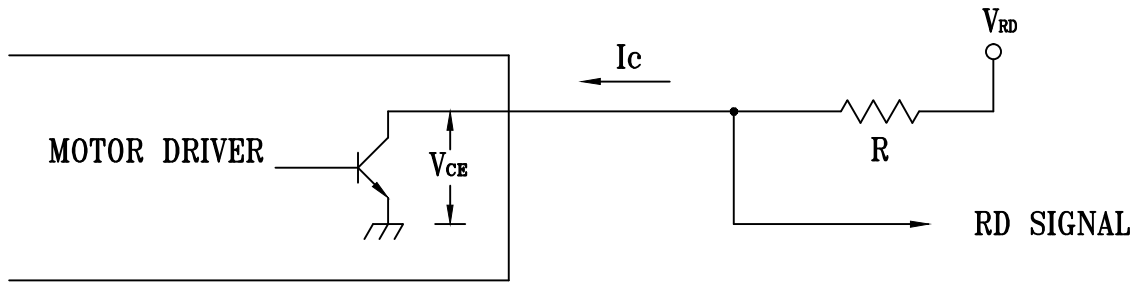 VRD
Ic
MOTOR DRIVER
VCE
R
RD SIGNAL